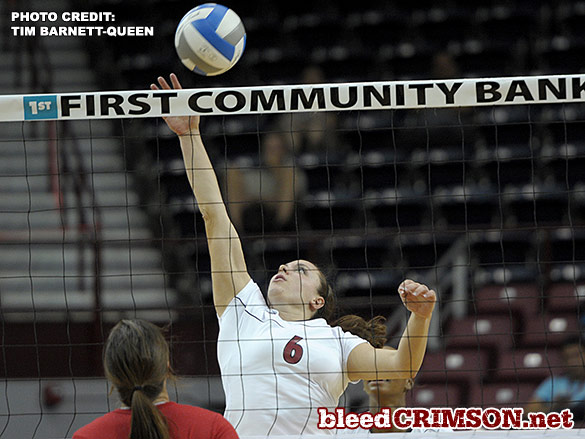 PHOTO CREDIT:
TIM BARNETT-QUEEN
1st FIRST COMMUNITY BANK
6
bleedCRIMSON.net